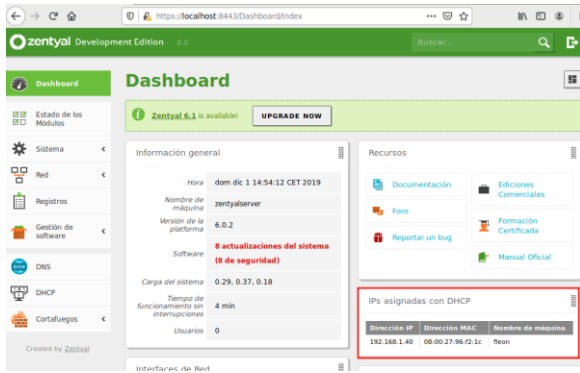 https://localhost:8443/Dashboard/Index
zentyal Development Edition 6.0
Buscar...
Dashboard
Estado de los
Módulos
Sistema
Red
Registros
Gestión de
software
DNS
DHCP
Cortafuegos
Created by Zentyal
Dashboard
Zentyal 6.1 is available!
UPGRADE NOW
Información general
Hora dom dic 1 14:54:12 CET 2019
Nombre de
máquina
zentyalserver
Versión de la
plataforma
6.0.2
Software
8 actualizaciones del sistema
(8 de seguridad)
Carga del sistema 0.29, 0.37, 0.18
Tiempo de
funcionamiento sin
interrupciones
4 min
Usuarios 0
Interfaces de Red
Recursos
Documentación
Foro
Reportar un bug
Ediciones
Comerciales
Formación
Certificada
Manual Oficial
IPs asignadas con DHCP
Dirección IP Dirección MAC Nombre de máquina
192.168.1.40 08:00:27:96:f2:1c fleon